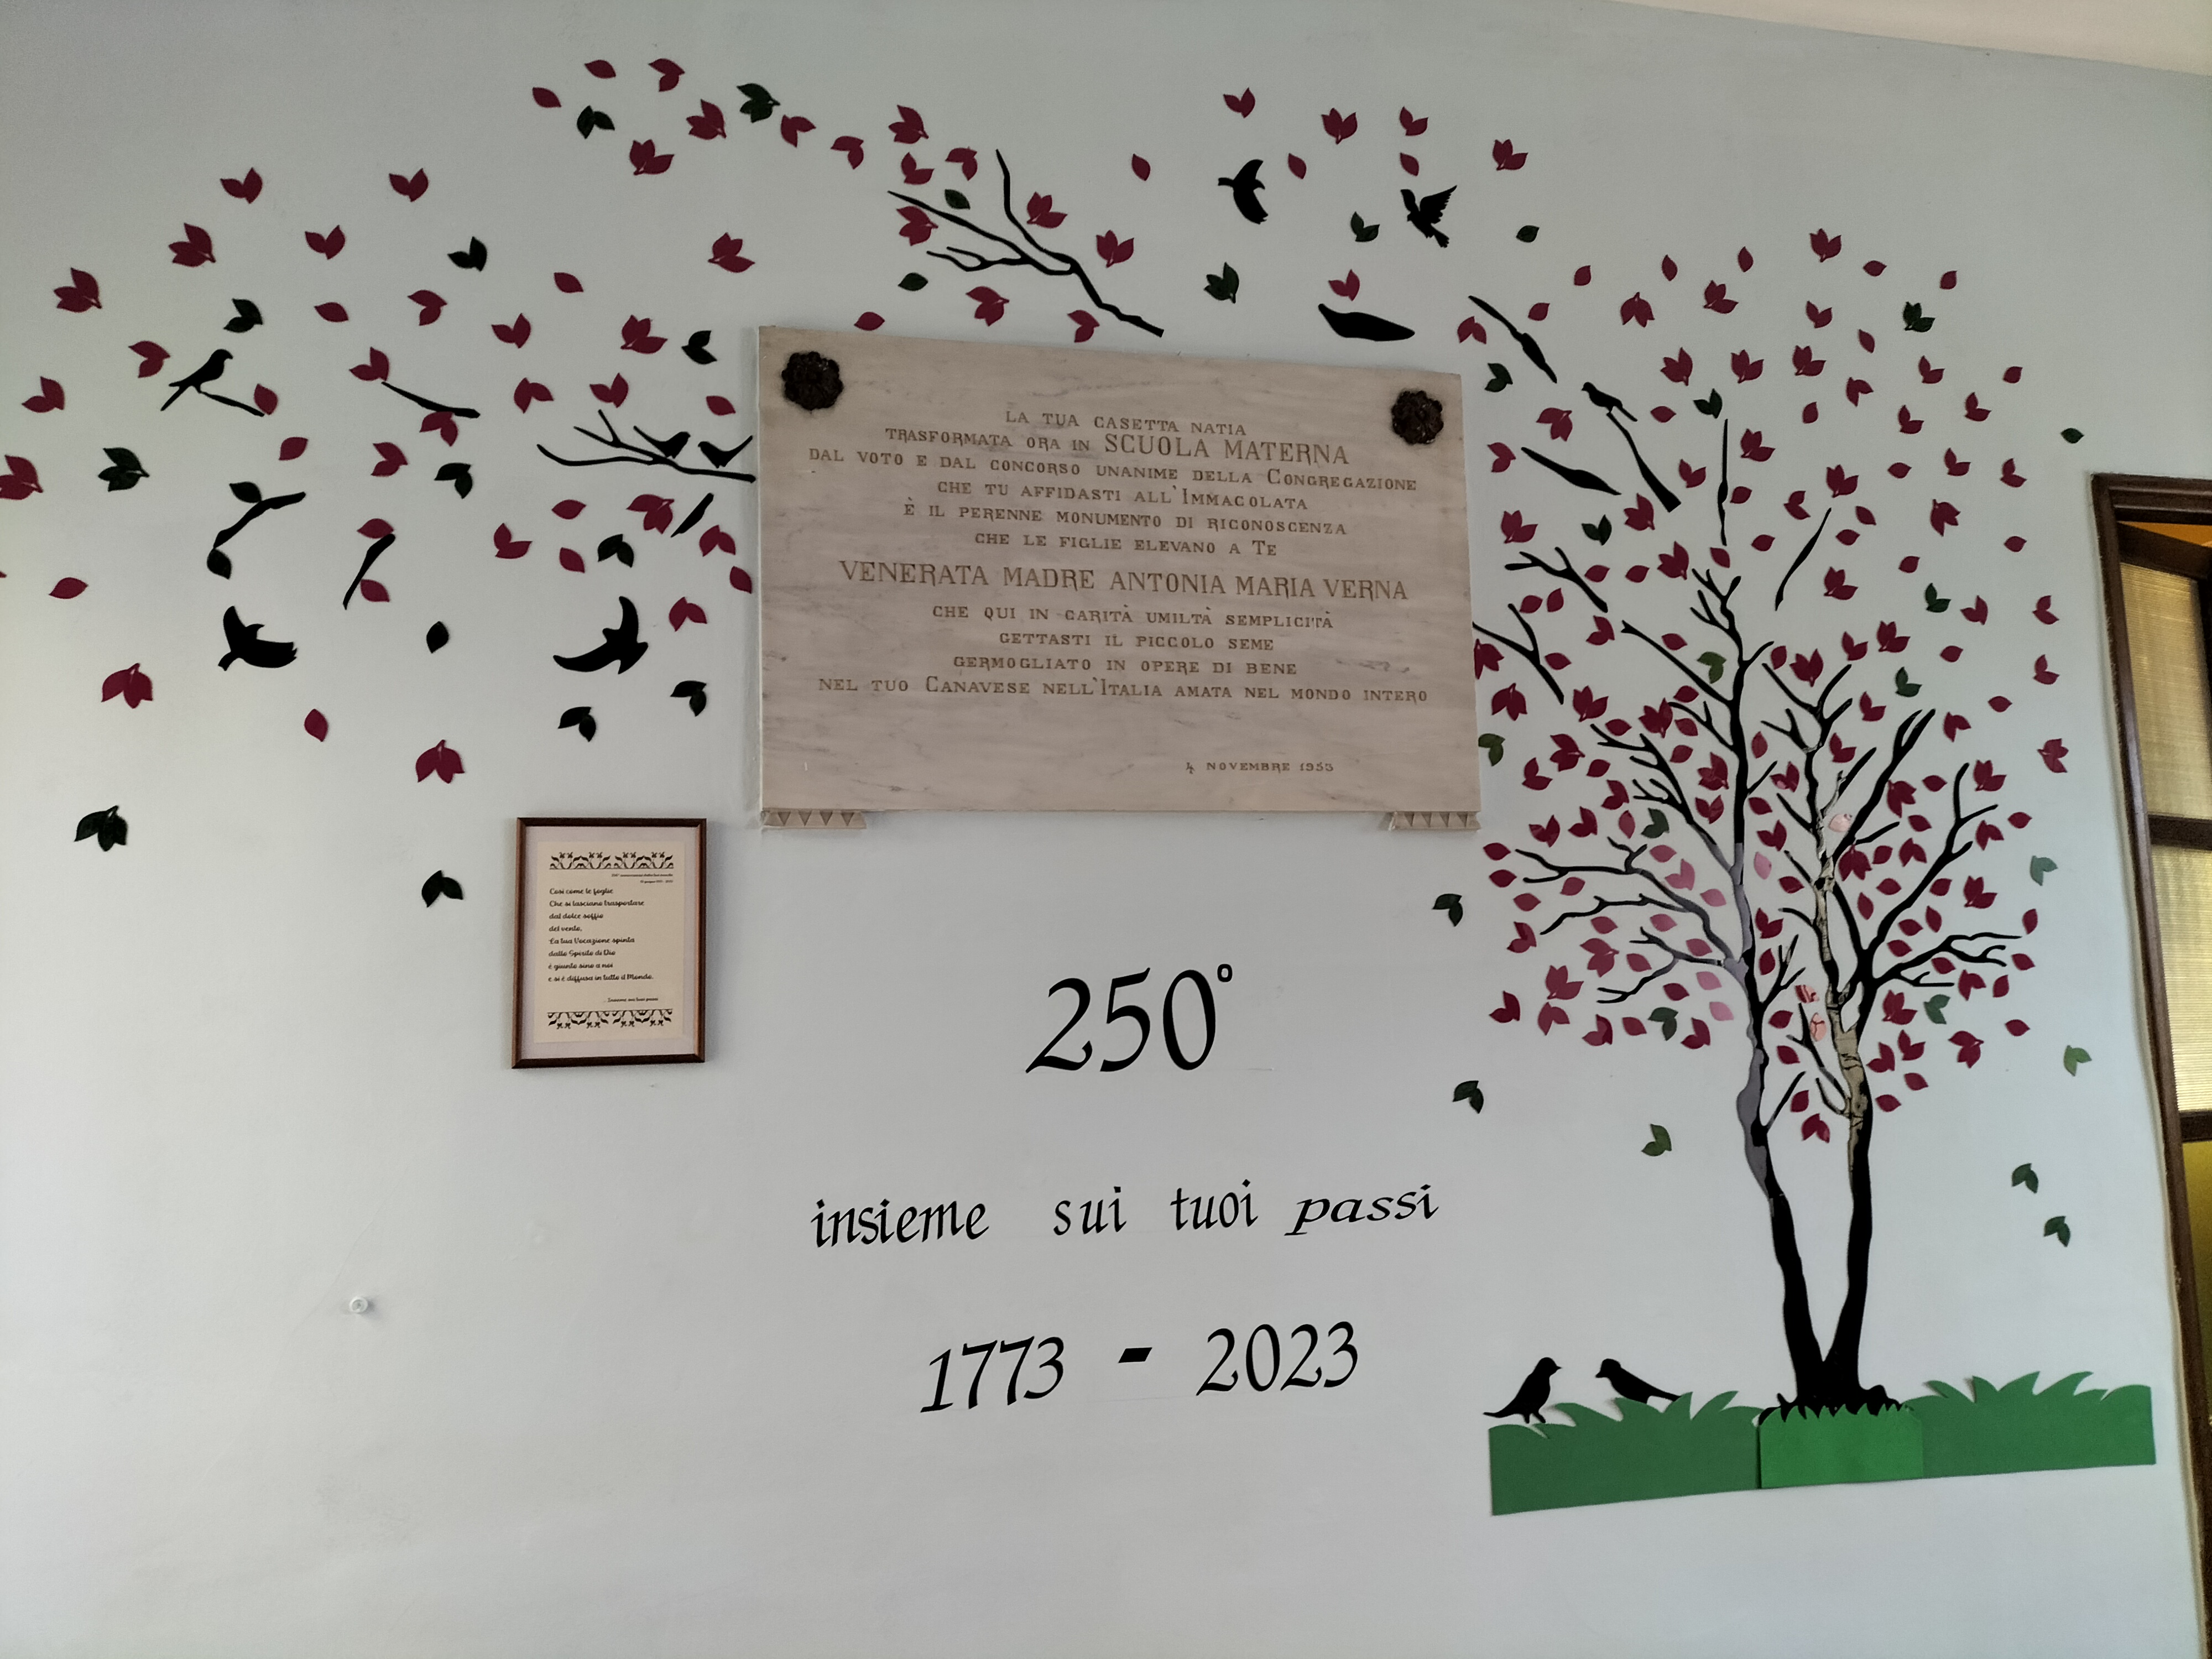 LA TUA CASETTA NATIA
TRASFORMATA ORA IN SCUOLA MATERNA
DAL VOTO E DAL CONCORSO UNANIME DELLA CONGREGAZIONE
CHE TU AFFIDASTI ALL'IMMACOLATA
È IL PERENNE MONUMENTO DI RICONOSCENZA
CHE LE FIGLIE ELEVANO A TE
VENERATA MADRE ANTONIA MARIA VERNA
CHE QUI IN CARITÀ UMILTÀ SEMPLICITÀ
GETTASTI IL PICCOLO SEME
GERMOGLIATO IN OPERE DI BENE
NEL TUO CANAVESE NELL'ITALIA AMATA NEL MONDO INTERO
4 NOVEMBRE 1953
Così come le foglie
Che si lasciano trasportare
dal dolce soffio
del vento,
La tua Vocazione spinta
dallo Spirito di Dio
è giunta sino a noi
e si è diffusa in tutto il Mondo.
...Insieme sui tuoi passi
250°
insieme sui tuoi passi
1773 - 2023